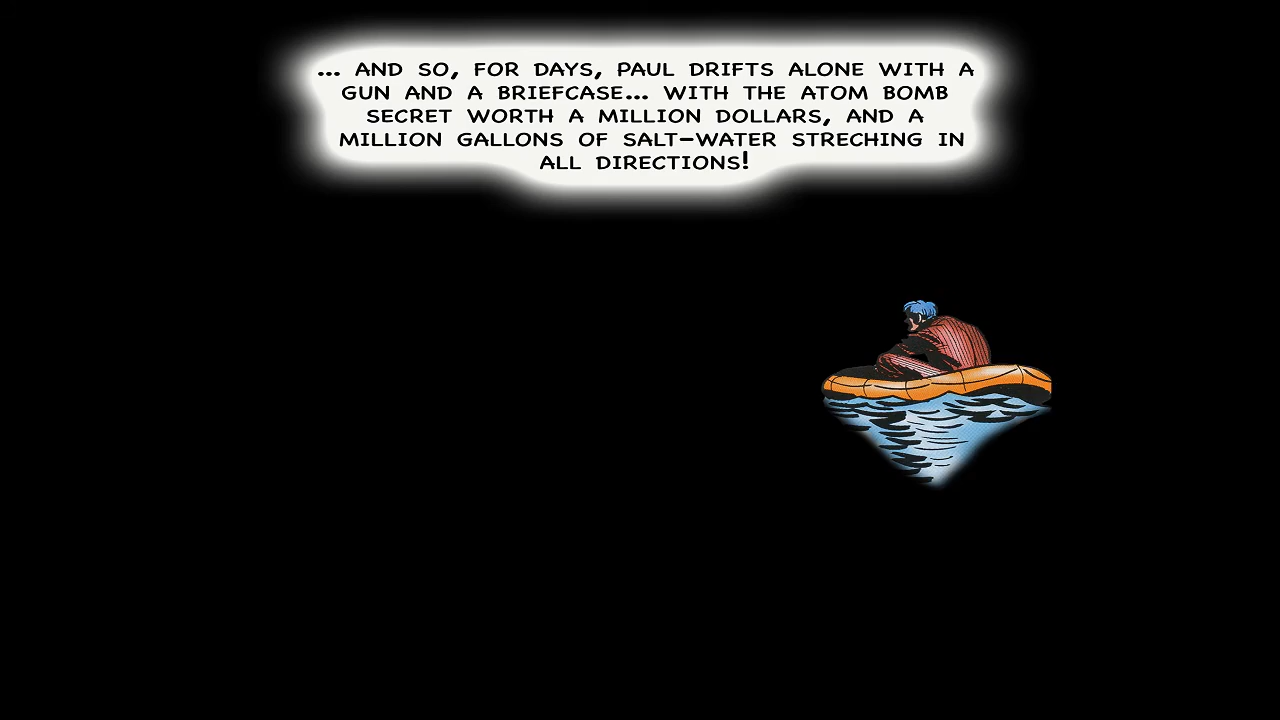 ... AND SO, FOR DAYS, PAUL DRIFTS ALONE WITH A
GUN AND A BRIEFCASE... WITH THE ATOM BOMB
SECRET WORTH A MILLION DOLLARS, AND A
MILLION GALLONS OF SALT-WATER STRECHING IN
ALL DIRECTIONS!